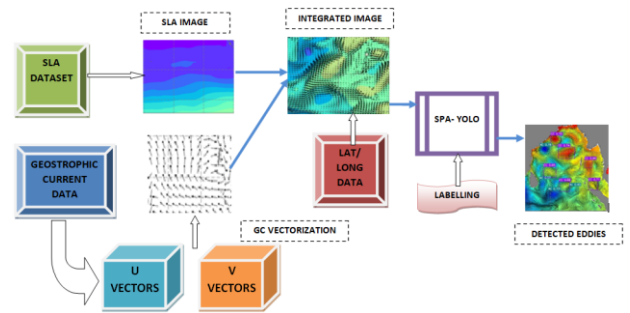 SLA IMAGE
INTEGRATED IMAGE
SLA
DATASET
SPA- YOLO
GEOSTROPHIC
CURRENT
DATA
LAT/
LONG
DATA
LABELLING
GC VECTORIZATION
DETECTED EDDIES
U
VECTORS
V
VECTORS